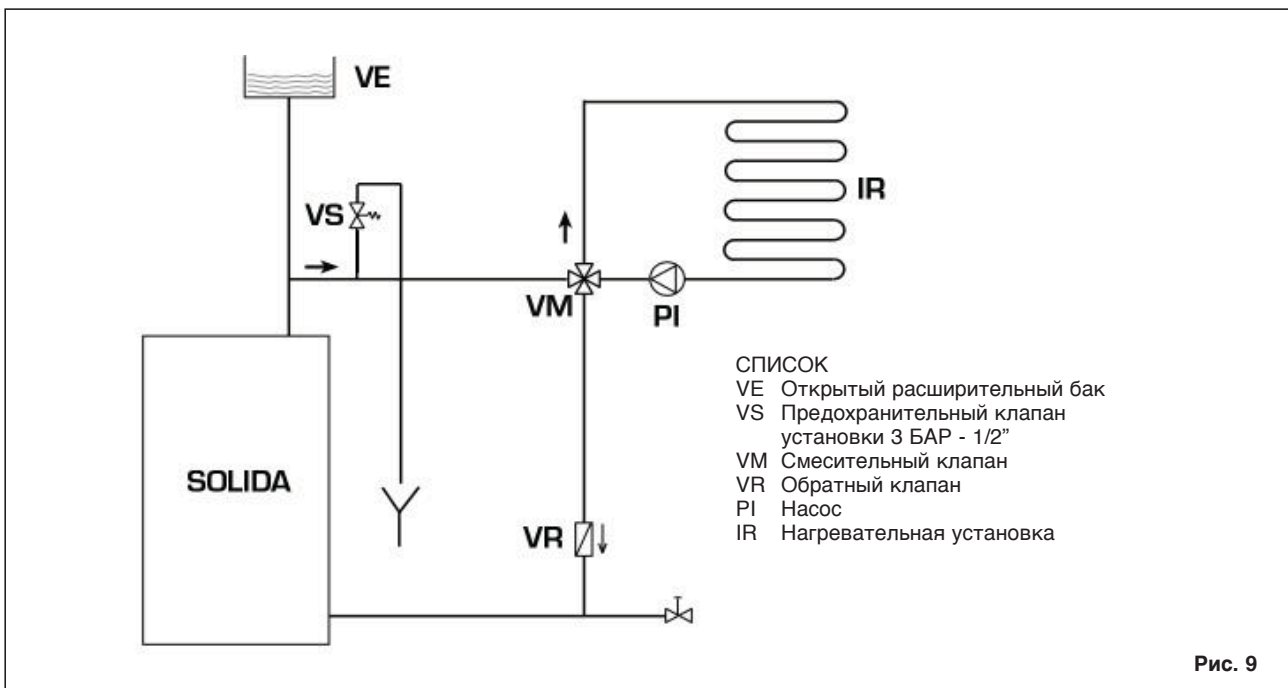 VE
VS
IR
VM
PI
SOLIDA
VR
СПИСОК
VE Открытый расширительный бак
VS Предохранительный клапан
установки 3 БАР - 1/2”
VM Смесительный клапан
VR Обратный клапан
PI Насос
IR Нагревательная установка
Рис. 9